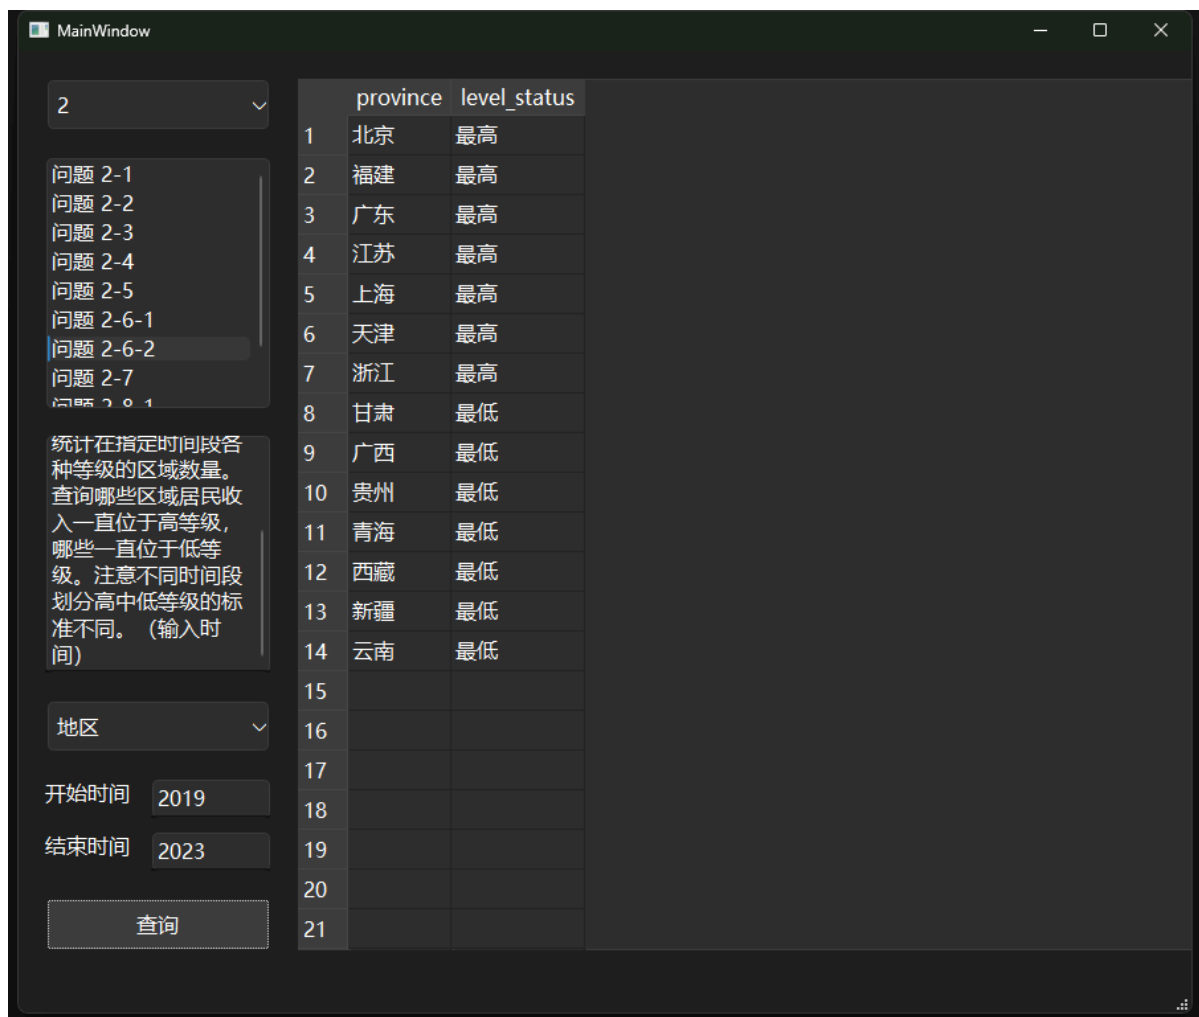 MainWindow
2
问题 2-1
问题 2-2
问题 2-3
问题 2-4
问题 2-5
问题 2-6-1
问题 2-6-2
问题 2-7
问题 2-8-1
统计在指定时间段各
种等级的区域数量。
查询哪些区域居民收
入一直位于高等级，
哪些一直位于低等
级。注意不同时间段
划分高中低等级的标
准不同。（输入时
间）
地区
开始时间 2019
结束时间 2023
查询
province level_status
1 北京 最高
2 福建 最高
3 广东 最高
4 江苏 最高
5 上海 最高
6 天津 最高
7 浙江 最高
8 甘肃 最低
9 广西 最低
10 贵州 最低
11 青海 最低
12 西藏 最低
13 新疆 最低
14 云南 最低
15
16
17
18
19
20
21